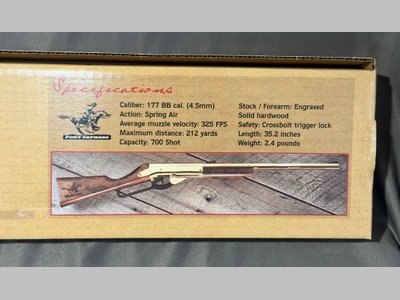 Specifications
Caliber: 177 BB cal. (4.5mm)
Action: Spring Air
Average muzzle velocity: 325 FPS
Maximum distance: 212 yards
Capacity: 700 Shot
Stock / Forearm: Engraved
Solid hardwood
Safety: Crossbolt trigger lock
Length: 35.2 inches
Weight: 2.4 pounds
PONY EXPRESS